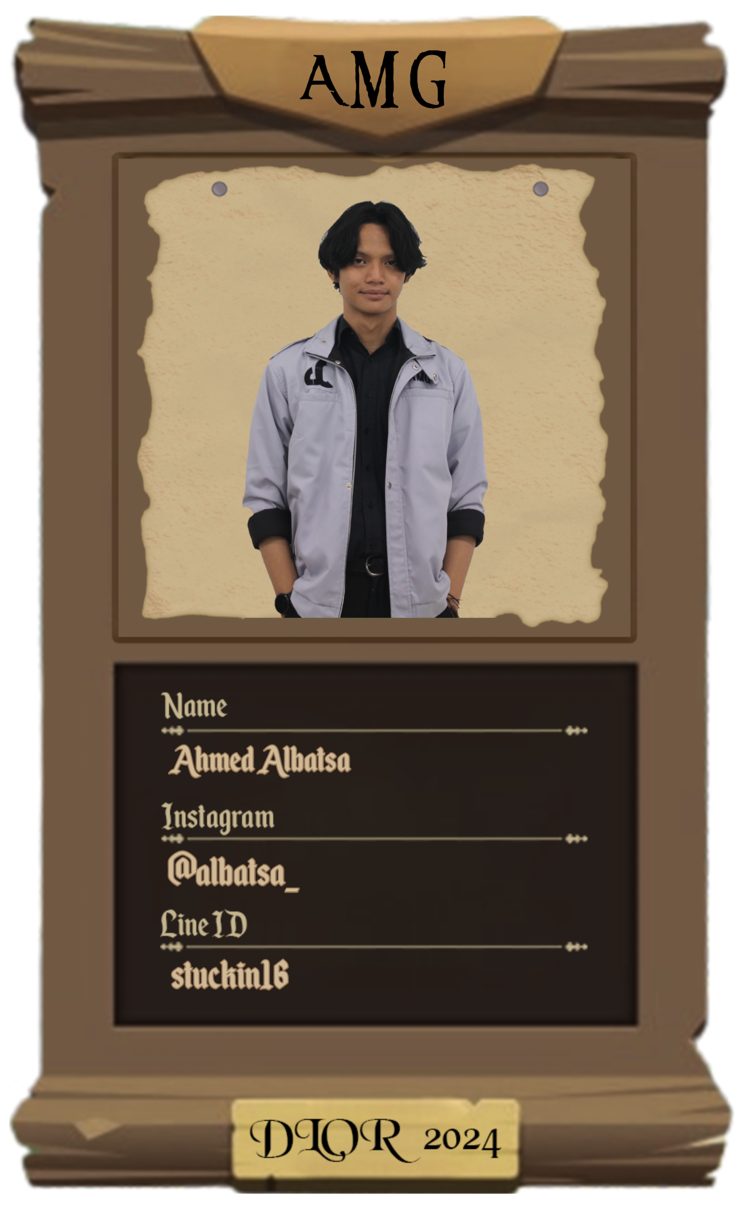 AMG
Name
Ahmed Albatsa
Instagram
@albatsa_
Line ID
stuckin16
DLOR 2024